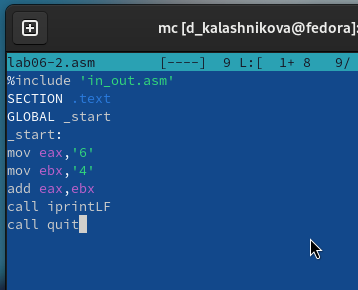 mc [d_kalashnikova@fedora]:
lab06-2.asm [----] 9 L:[ 1+ 8 9/
%include 'in_out.asm'
SECTION .text
GLOBAL _start
_start:
mov eax,'6'
mov ebx,'4'
add eax,ebx
call iprintLF
call quit